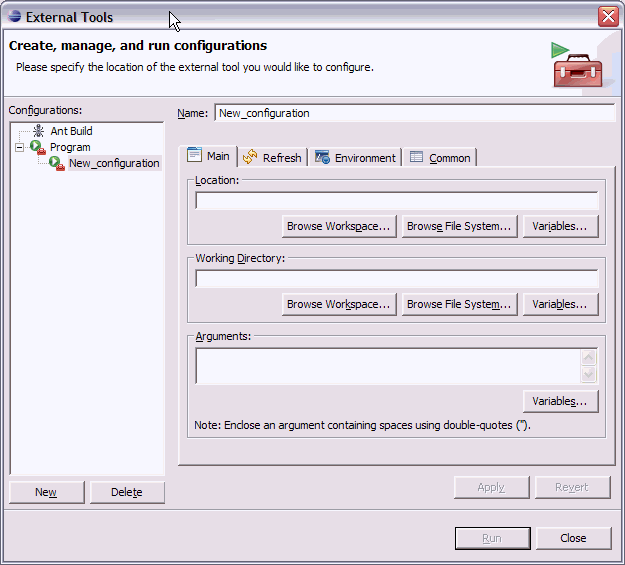 External Tools
Create, manage, and run configurations
Please specify the location of the external tool you would like to configure.
Configurations:
Ant Build
Program
New_configuration
New
Delete
Name: New_configuration
Main Refresh Environment Common
Location:
Browse Workspace... Browse File System... Variables...
Working Directory:
Browse Workspace... Browse File System... Variables...
Arguments:
Variables...
Note: Enclose an argument containing spaces using double-quotes (").
Apply Revert
Run Close